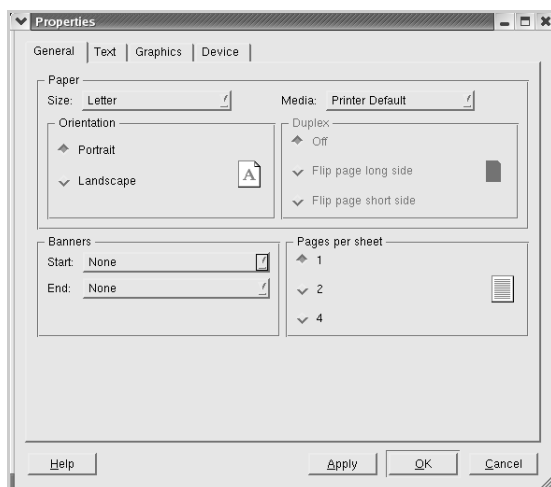 Properties
General Text Graphics Device
Paper
Size: Letter Media: Printer Default
Orientation
Portrait
Landscape
A
Duplex
Off
Flip page long side
Flip page short side
Banners
Start: None
End: None
Pages per sheet
1
2
4
Help Apply OK Cancel